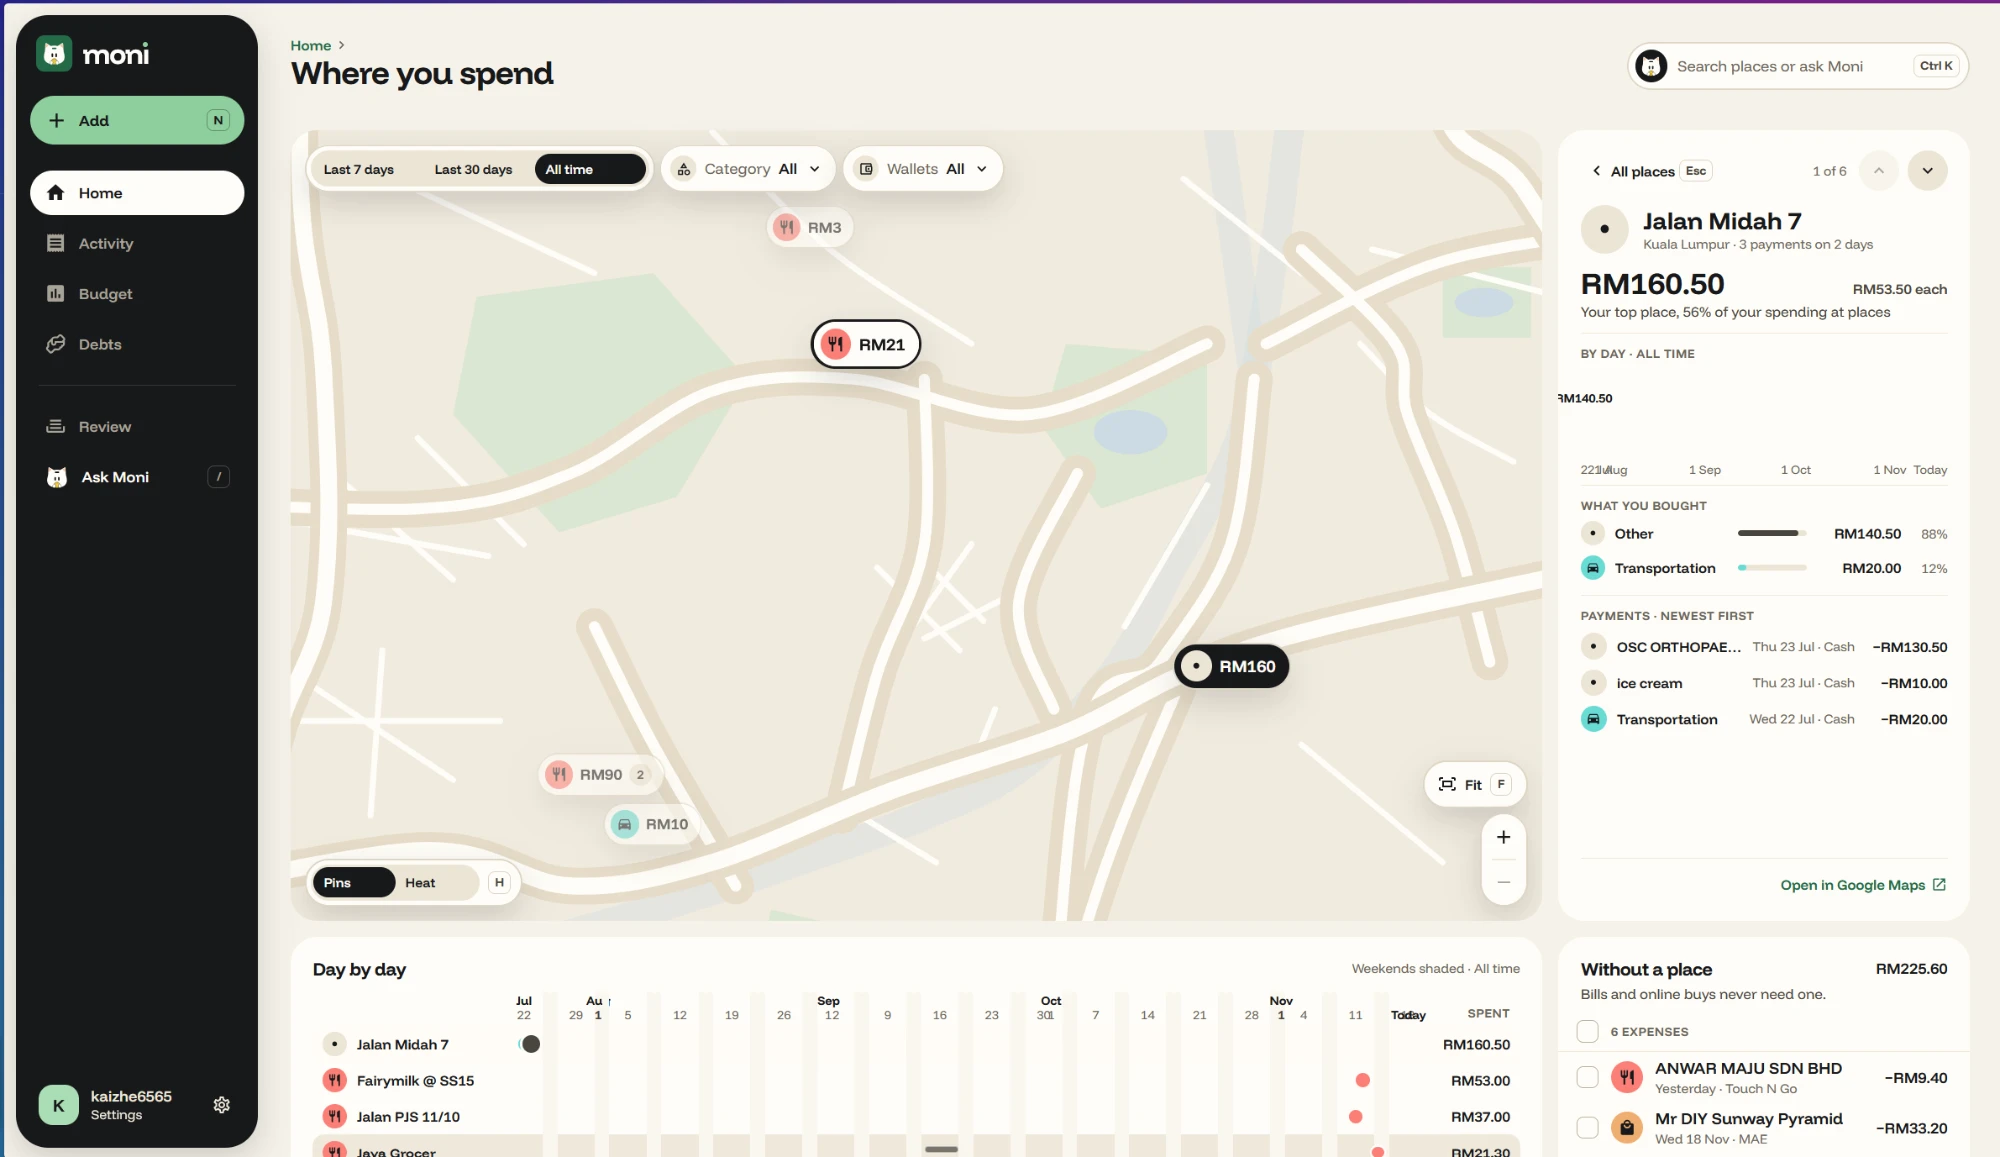 moni
Add N
Home
Activity
Budget
Debts
Review
Ask Moni /
K
kaizhe6565
Settings
Home >
Where you spend
Search places or ask Moni Ctrl K
Last 7 days Last 30 days All time
Category All
Wallets All
RM3
RM21
RM160
RM90 2
RM10
Fit F
+
−
Pins Heat H
< All places Esc
1 of 6
Jalan Midah 7
Kuala Lumpur · 3 payments on 2 days
RM160.50
RM53.50 each
Your top place, 56% of your spending at places
BY DAY · ALL TIME
RM140.50
1 Aug 1 Sep 1 Oct 1 Nov Today
WHAT YOU BOUGHT
Other RM140.50 88%
Transportation RM20.00 12%
PAYMENTS · NEWEST FIRST
OSC ORTHOPAE... Thu 23 Jul · Cash −RM130.50
ice cream Thu 23 Jul · Cash −RM10.00
Transportation Wed 22 Jul · Cash −RM20.00
Open in Google Maps
Day by day
Weekends shaded · All time
Jul Sep Oct Nov
22 29 1 5 12 19 26 12 9 16 23 7 14 21 28 1 4 11 Today SPENT
Jalan Midah 7 RM160.50
Fairymilk @ SS15 RM53.00
Jalan PJS 11/10 RM37.00
Jaya Grocer RM21.30
Without a place RM225.60
Bills and online buys never need one.
6 EXPENSES
ANWAR MAJU SDN BHD −RM9.40
Yesterday · Touch N Go
Mr DIY Sunway Pyramid −RM33.20
Wed 18 Nov · MAE